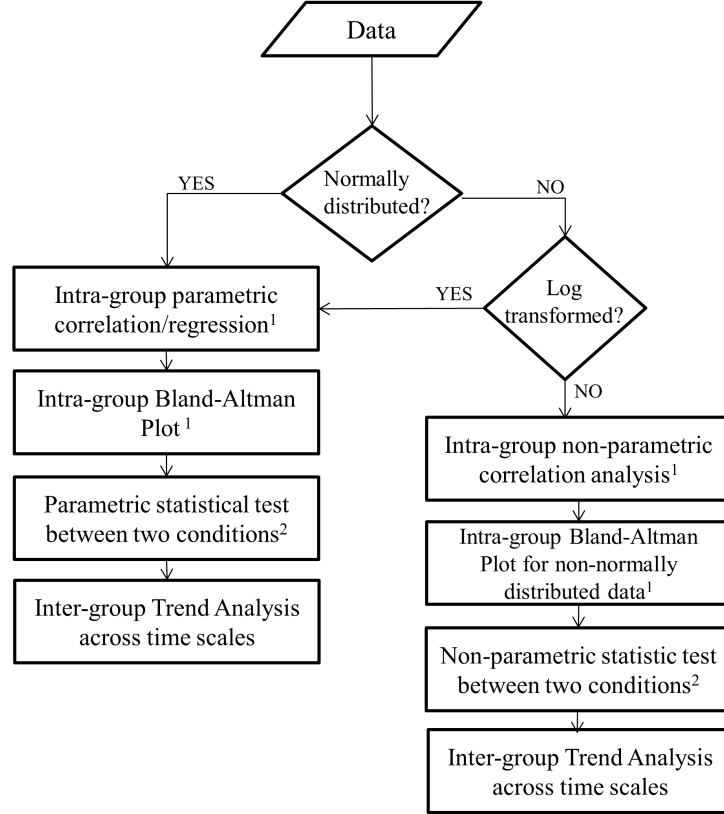 Data
Normally
distributed?
YES
NO
Log
transformed?
YES
NO
Intra-group parametric
correlation/regression¹
Intra-group Bland-Altman
Plot ¹
Parametric statistical test
between two conditions²
Inter-group Trend Analysis
across time scales
Intra-group non-parametric
correlation analysis¹
Intra-group Bland-Altman
Plot for non-normally
distributed data¹
Non-parametric statistic test
between two conditions²
Inter-group Trend Analysis
across time scales